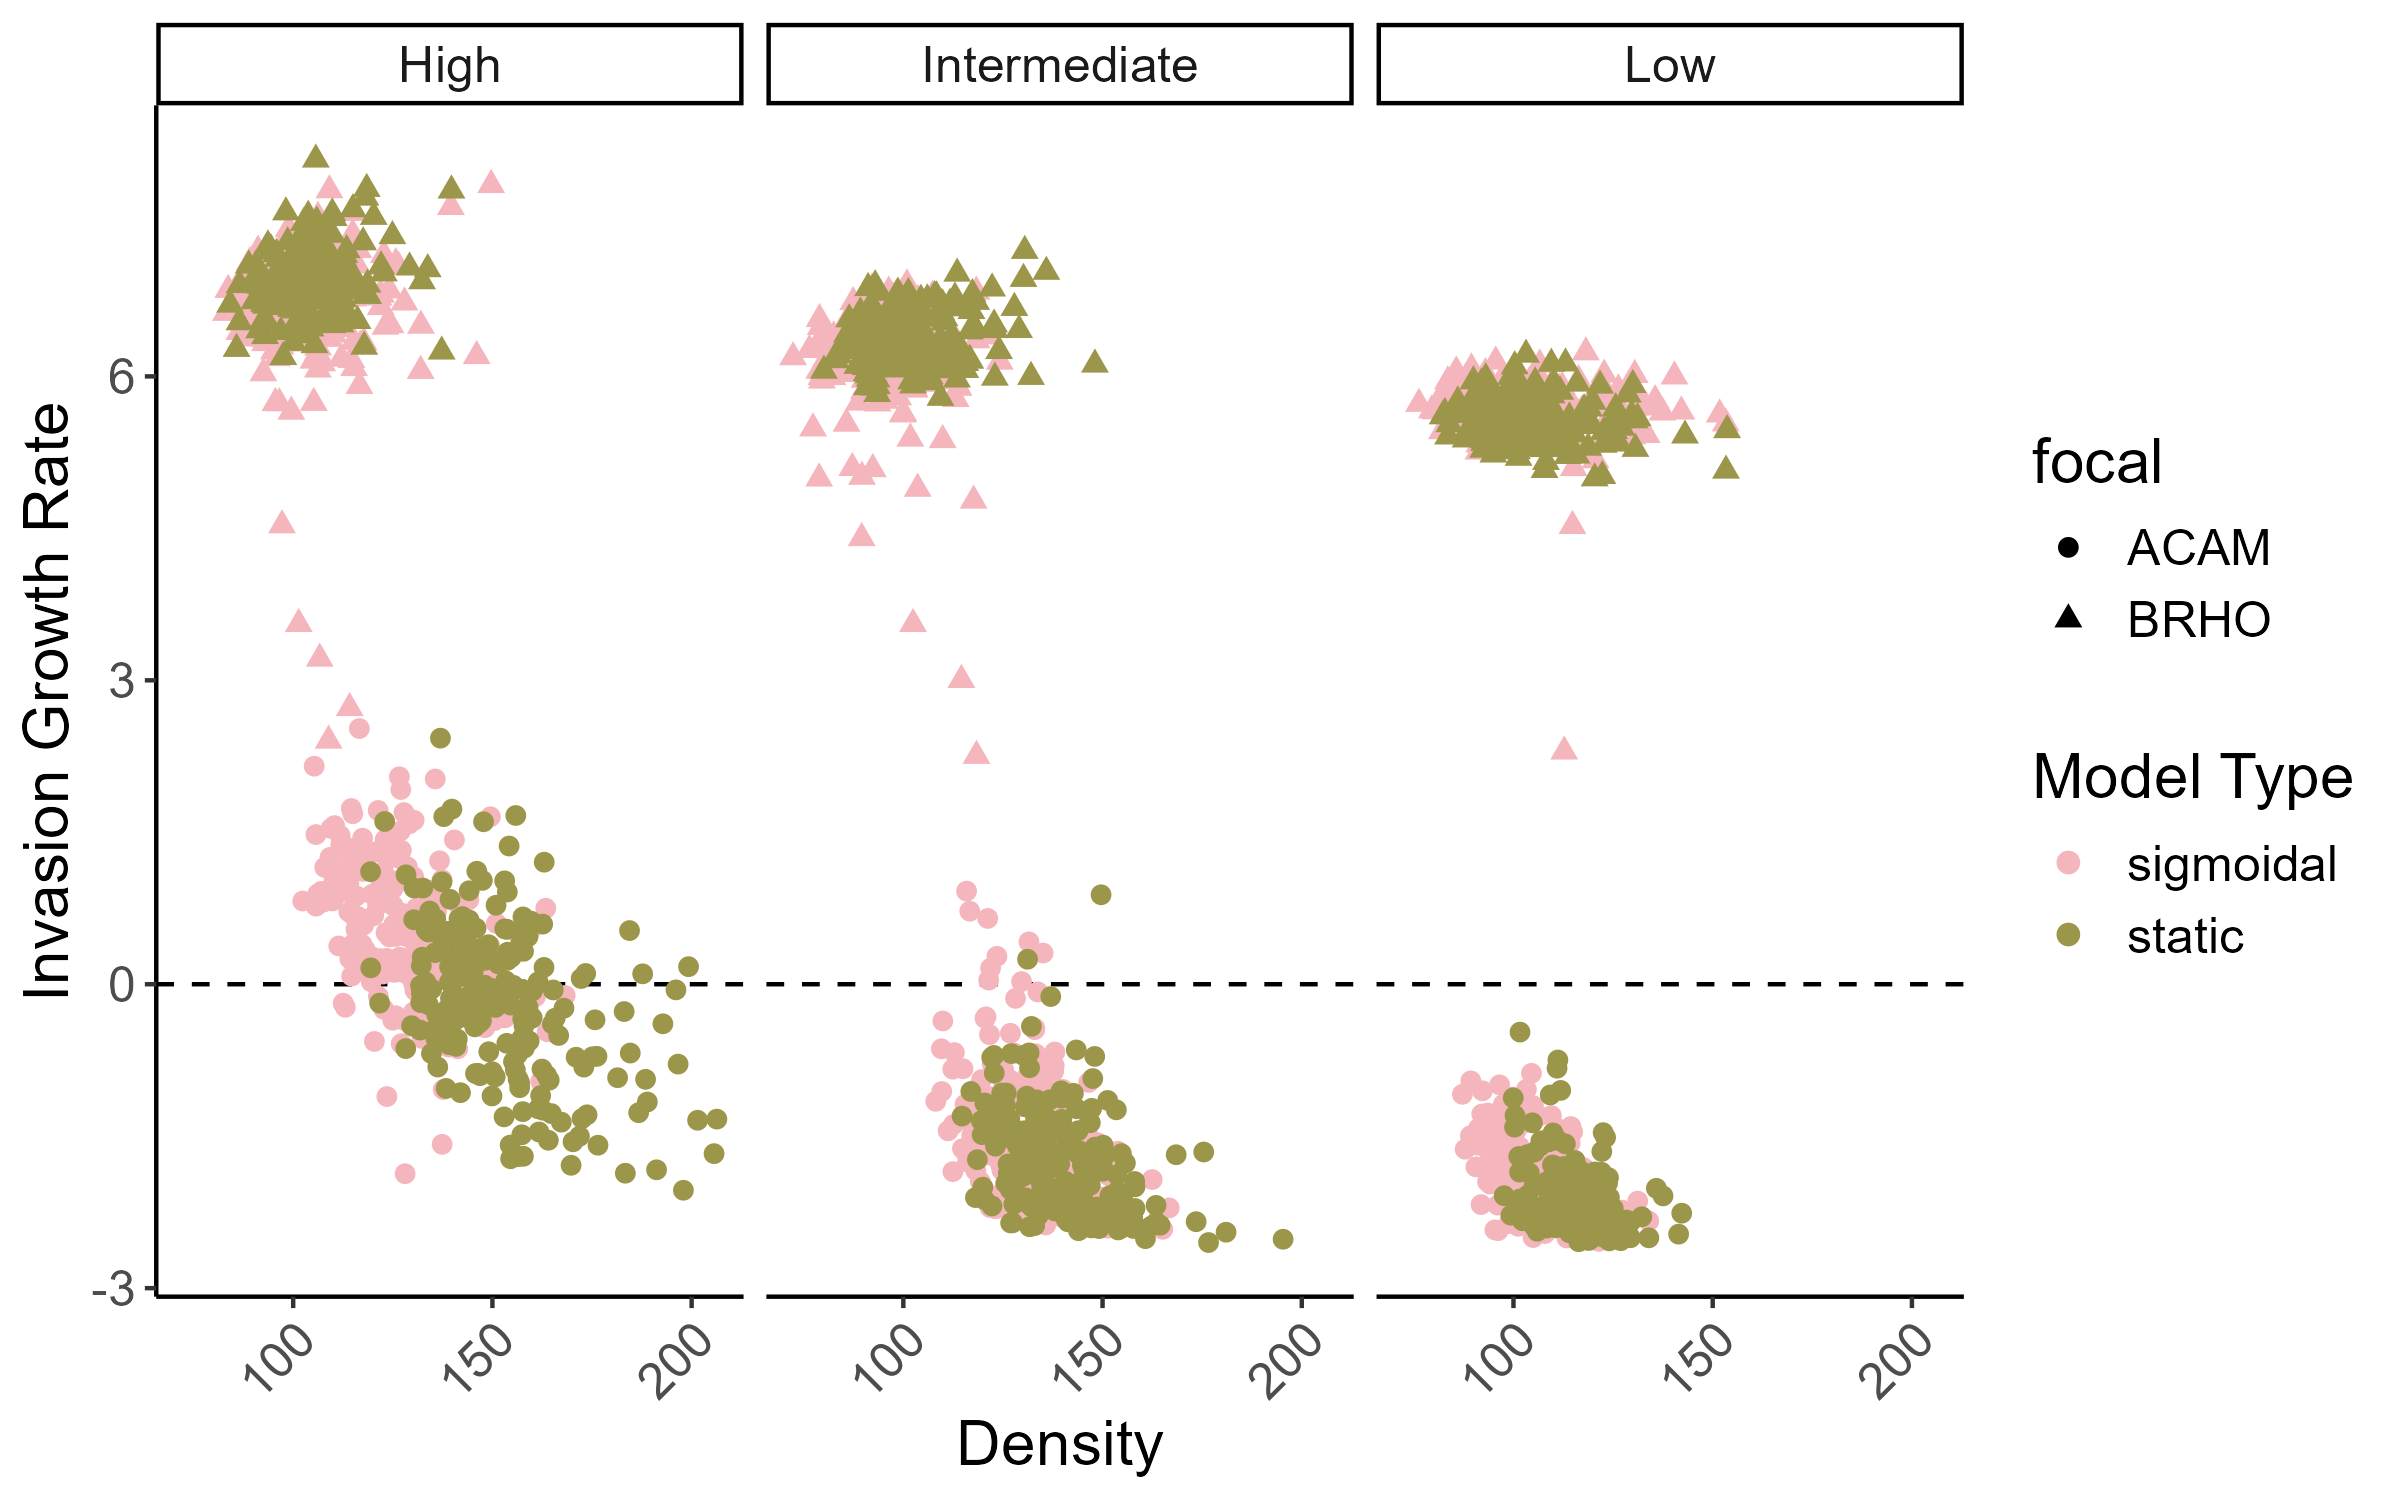 High
Intermediate
Low
Invasion Growth Rate
6
3
0
-3
100
150
200
100
150
200
100
150
200
Density
focal
ACAM
BRHO
Model Type
sigmoidal
static